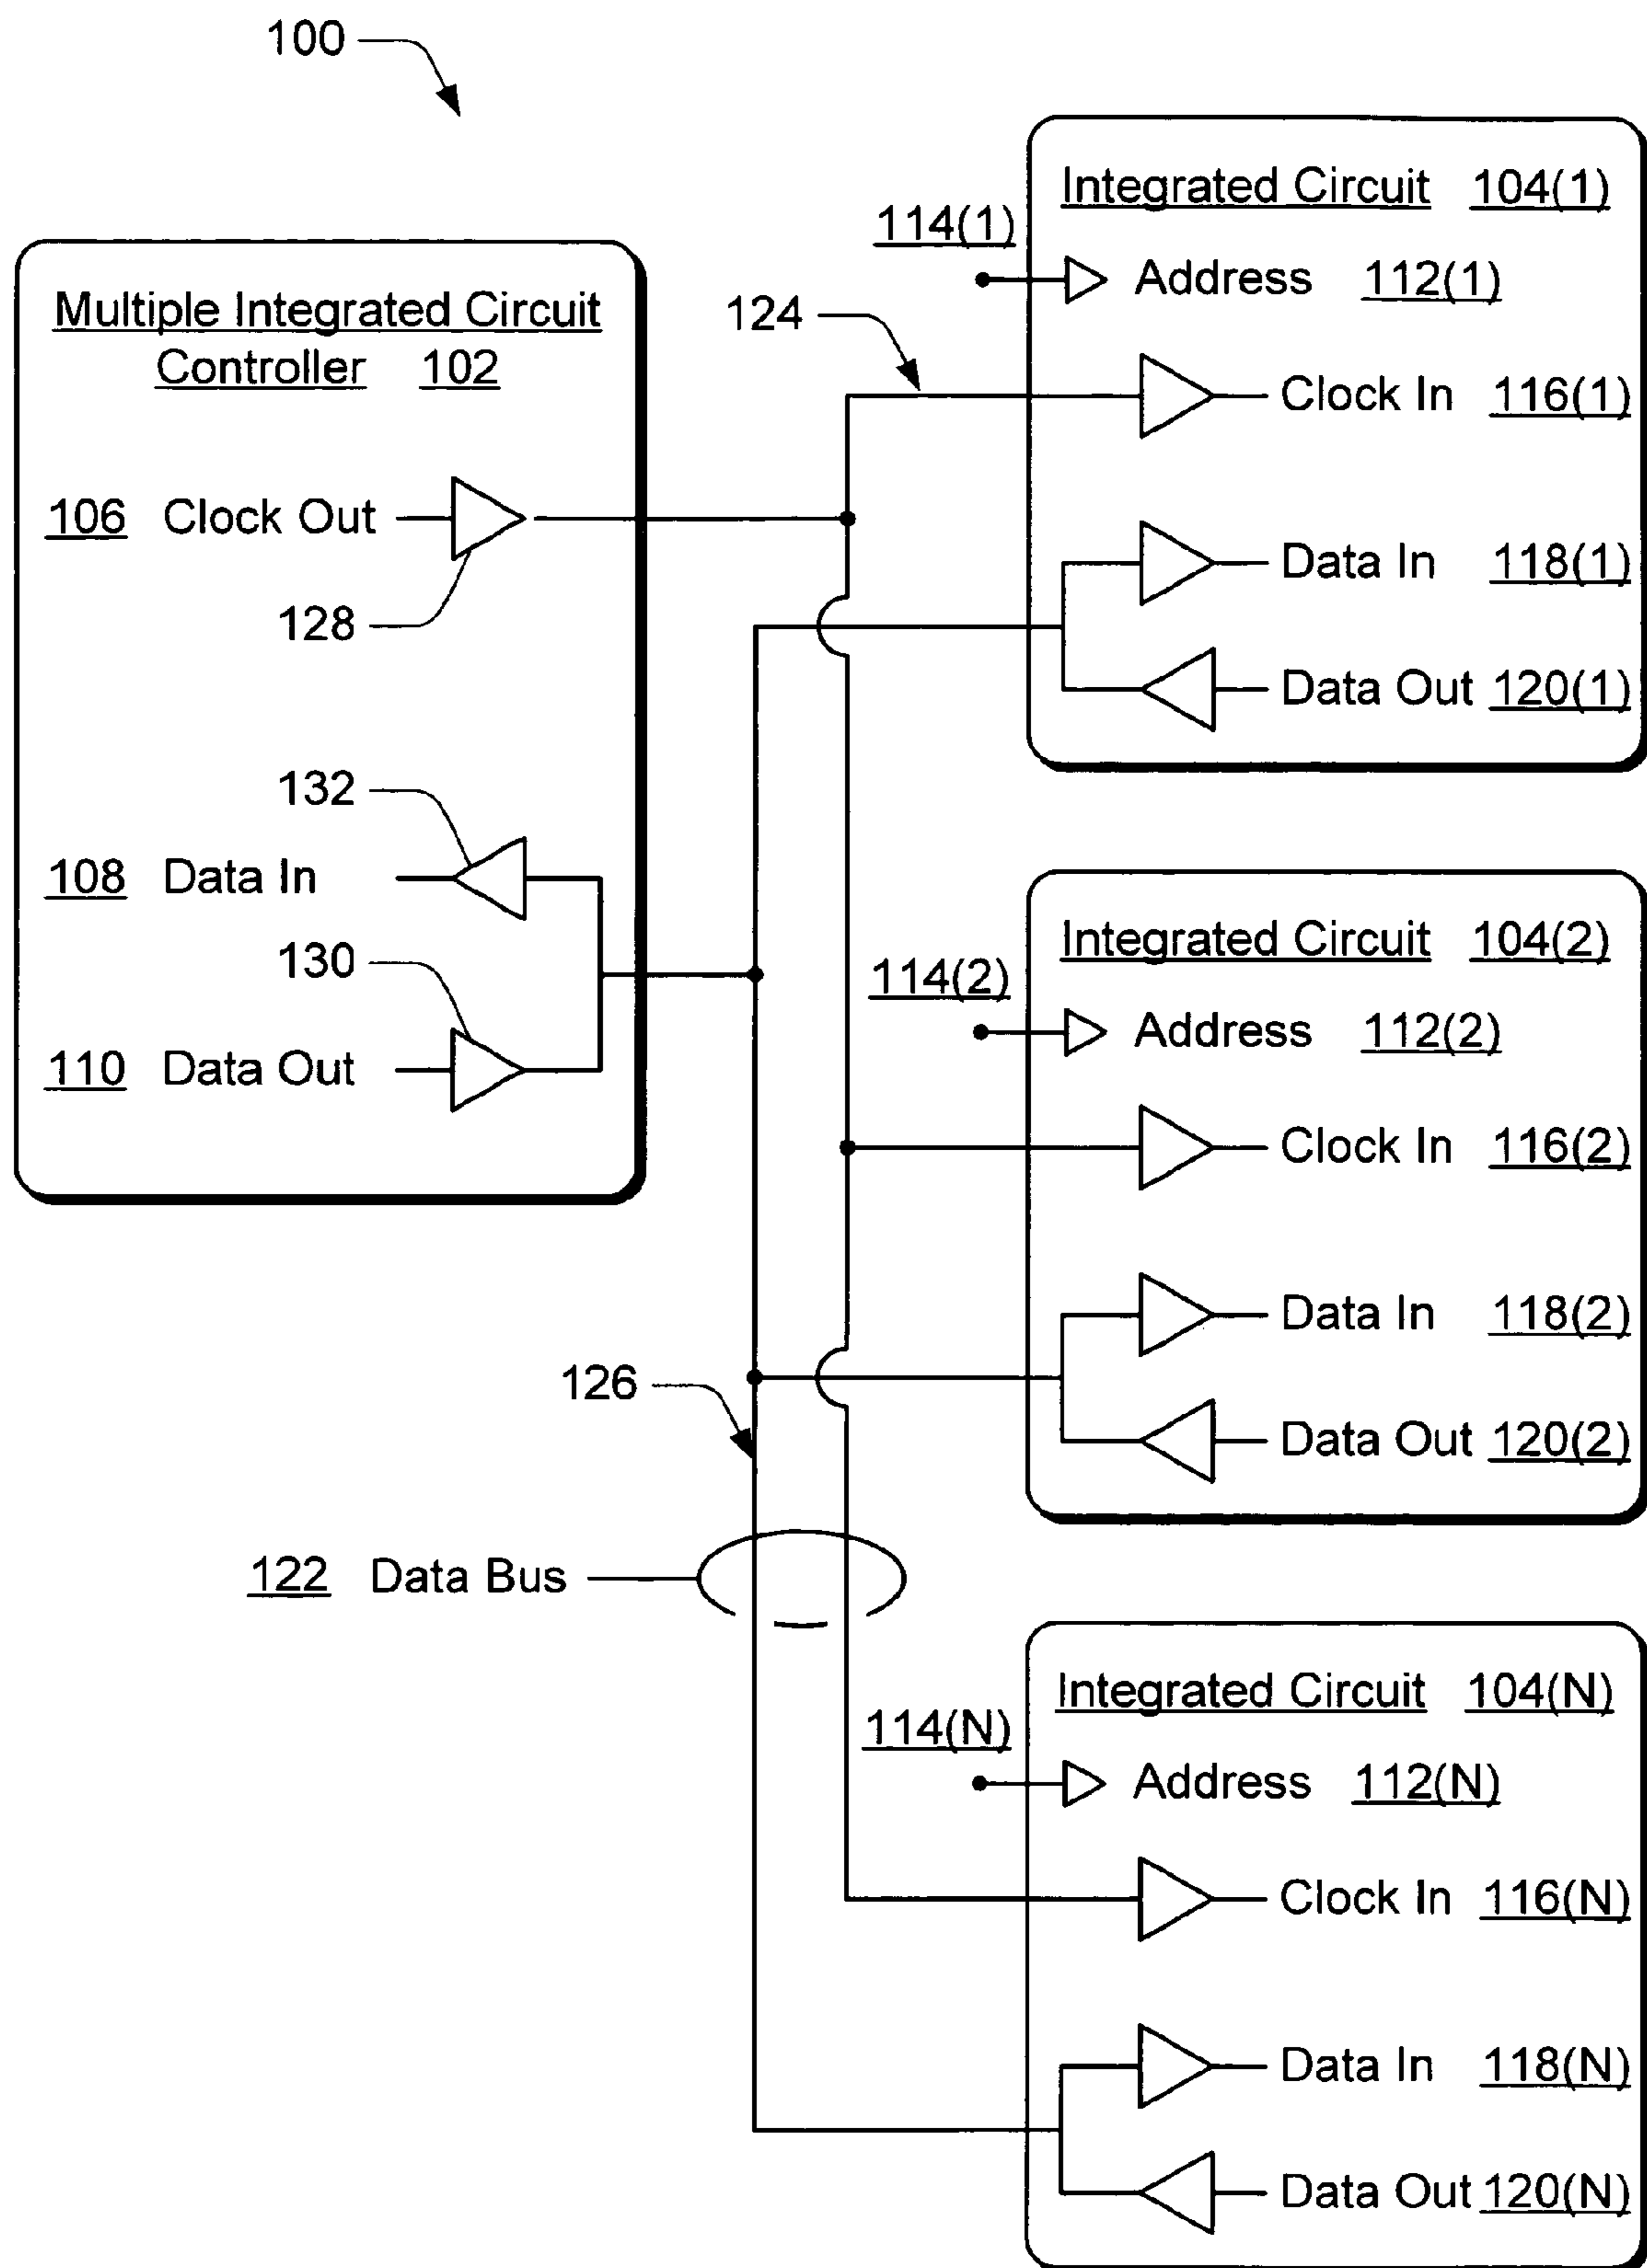 100
Multiple Integrated Circuit
Controller 102
106 Clock Out
128
132
108 Data In
130
110 Data Out
124
126
122 Data Bus
114(1)
Integrated Circuit 104(1)
Address 112(1)
Clock In 116(1)
Data In 118(1)
Data Out 120(1)
114(2)
Integrated Circuit 104(2)
Address 112(2)
Clock In 116(2)
Data In 118(2)
Data Out 120(2)
114(N)
Integrated Circuit 104(N)
Address 112(N)
Clock In 116(N)
Data In 118(N)
Data Out 120(N)